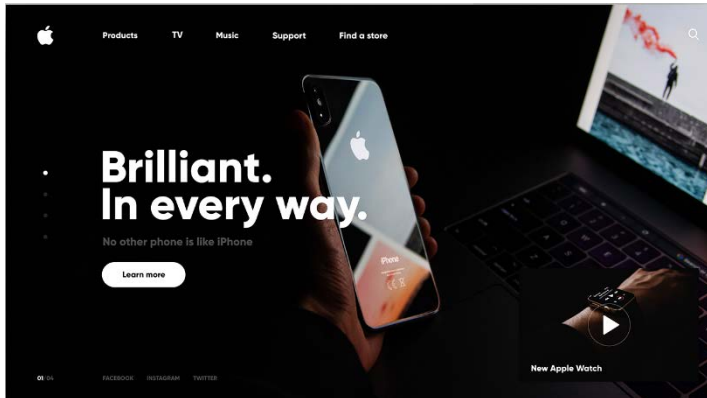 Products TV Music Support Find a store
Brilliant.
In every way.
No other phone is like iPhone
Learn more
iPhone
New Apple Watch
01/04 FACEBOOK INSTAGRAM TWITTER